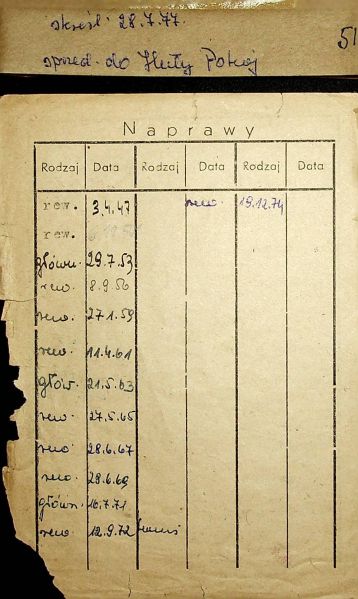 skreśl. 28.7.77.
51
sprzed. do Huty Pokój
Naprawy
Rodzaj Data Rodzaj Data Rodzaj Data
rew. 3.4.47 rew. 19.12.74
rew.
główn. 29.7.53
rew. 8.9.56
rew. 27.1.59
rew. 11.4.61
główn. 21.5.63
rew. 27.5.65
rew. 28.6.67
rew. 28.6.69
główn. 16.7.71
rew. 12.9.72